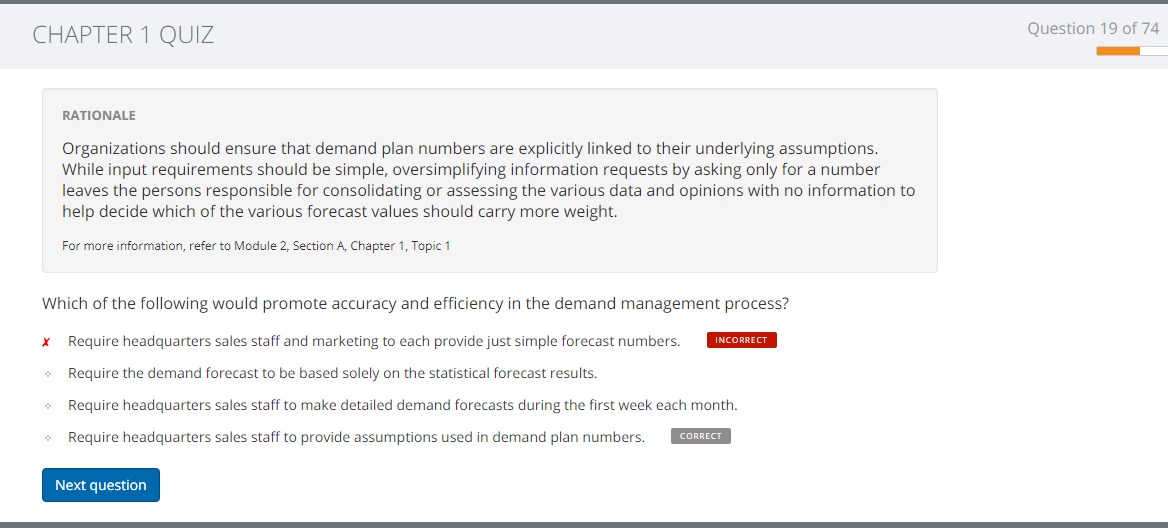 CHAPTER 1 QUIZ
Question 19 of 74
RATIONALE
Organizations should ensure that demand plan numbers are explicitly linked to their underlying assumptions.
While input requirements should be simple, oversimplifying information requests by asking only for a number
leaves the persons responsible for consolidating or assessing the various data and opinions with no information to
help decide which of the various forecast values should carry more weight.
For more information, refer to Module 2, Section A, Chapter 1, Topic 1
Which of the following would promote accuracy and efficiency in the demand management process?
✗ Require headquarters sales staff and marketing to each provide just simple forecast numbers. INCORRECT
Require the demand forecast to be based solely on the statistical forecast results.
Require headquarters sales staff to make detailed demand forecasts during the first week each month.
Require headquarters sales staff to provide assumptions used in demand plan numbers. CORRECT
Next question